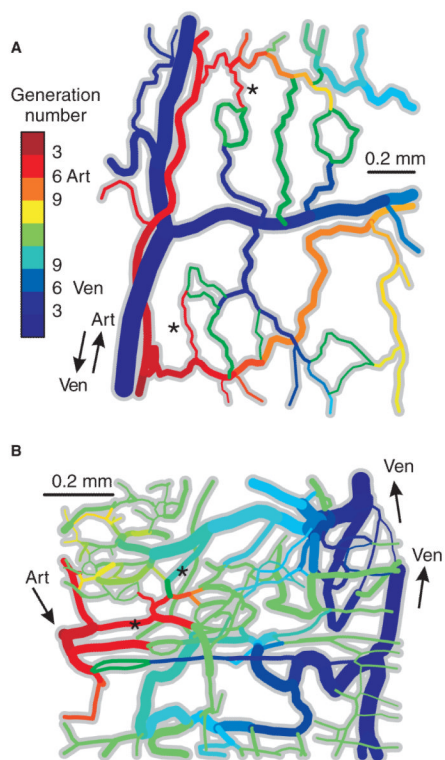 A
Generation
number
3
6 Art
9
9
6 Ven
3
Art
Ven
0.2 mm
*
*
B
0.2 mm
Ven
Ven
Art
*
*